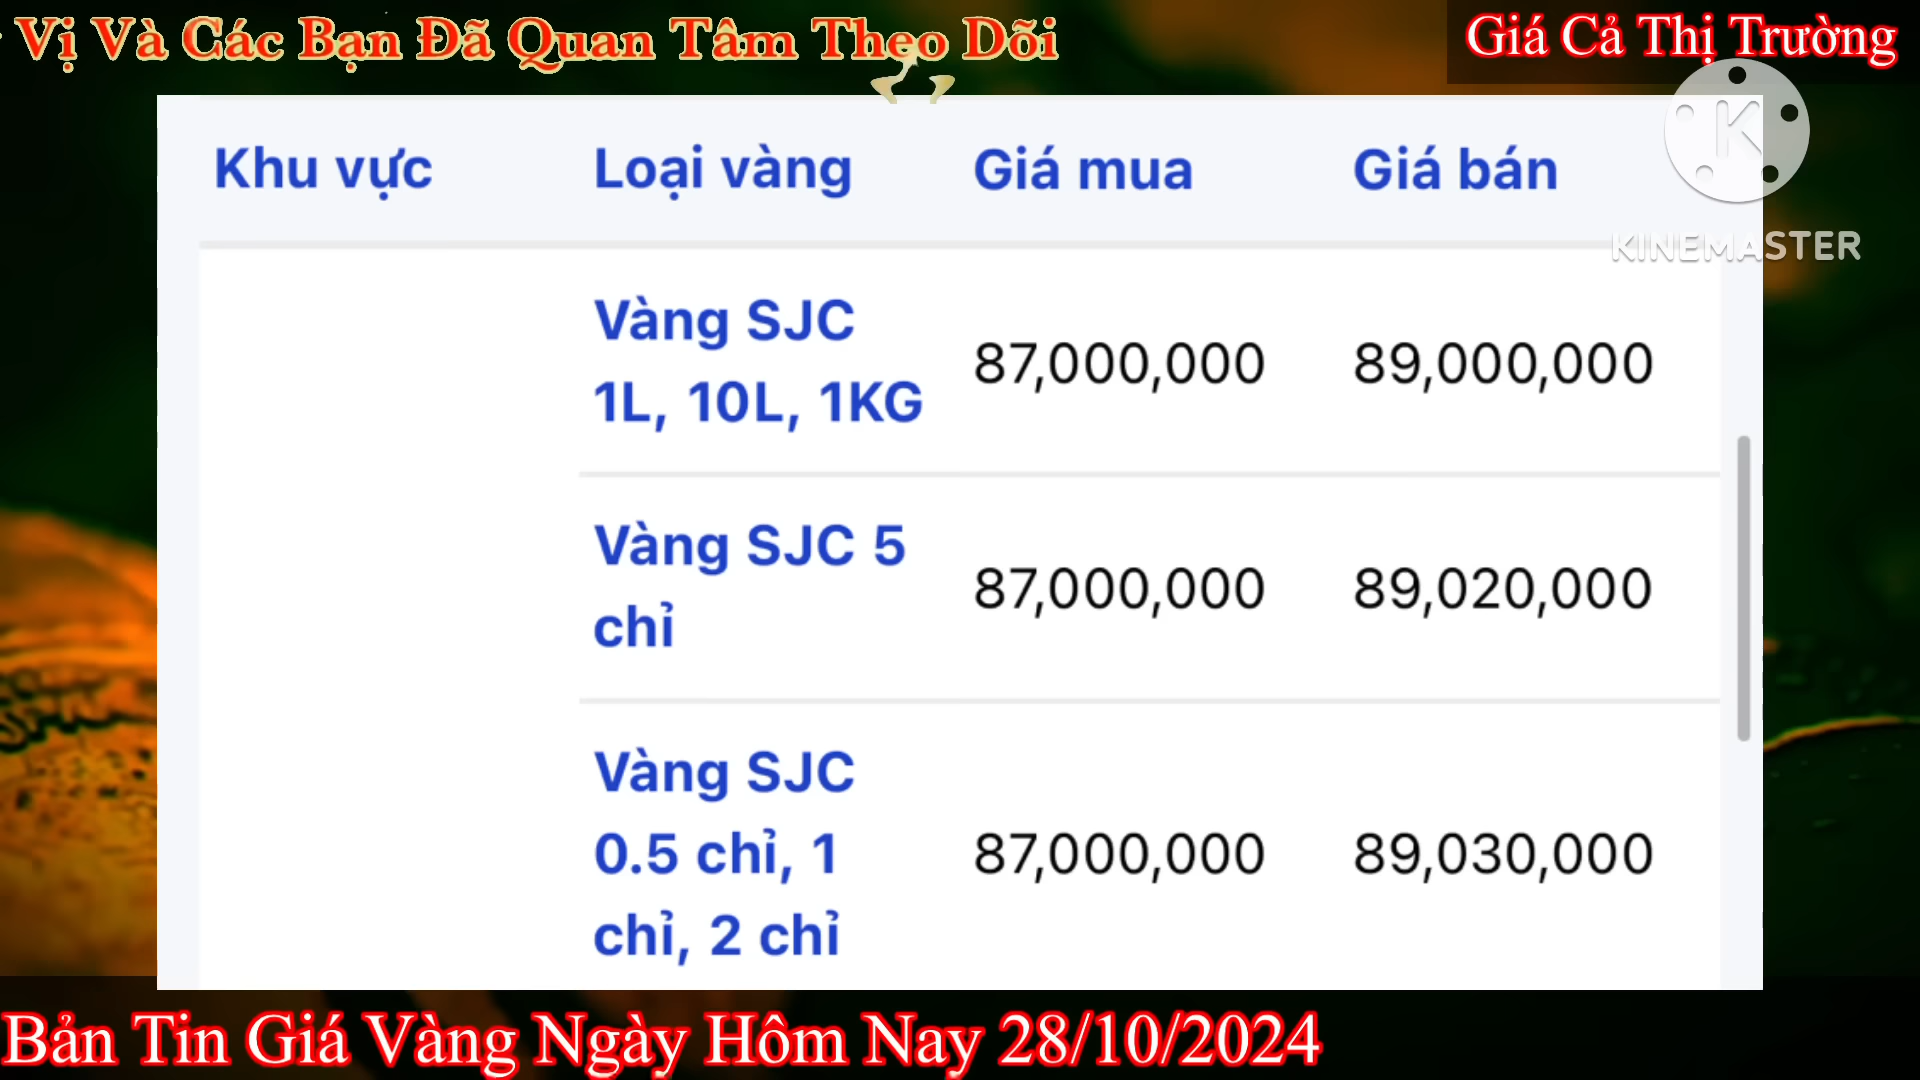 Vị Và Các Bạn Đã Quan Tâm Theo Dõi
Giá Cả Thị Trường
K
KINEMASTER
Khu vực Loại vàng Giá mua Giá bán
Vàng SJC
1L, 10L, 1KG 87,000,000 89,000,000
Vàng SJC 5
chỉ 87,000,000 89,020,000
Vàng SJC
0.5 chỉ, 1 87,000,000 89,030,000
chỉ, 2 chỉ
Bản Tin Giá Vàng Ngày Hôm Nay 28/10/2024